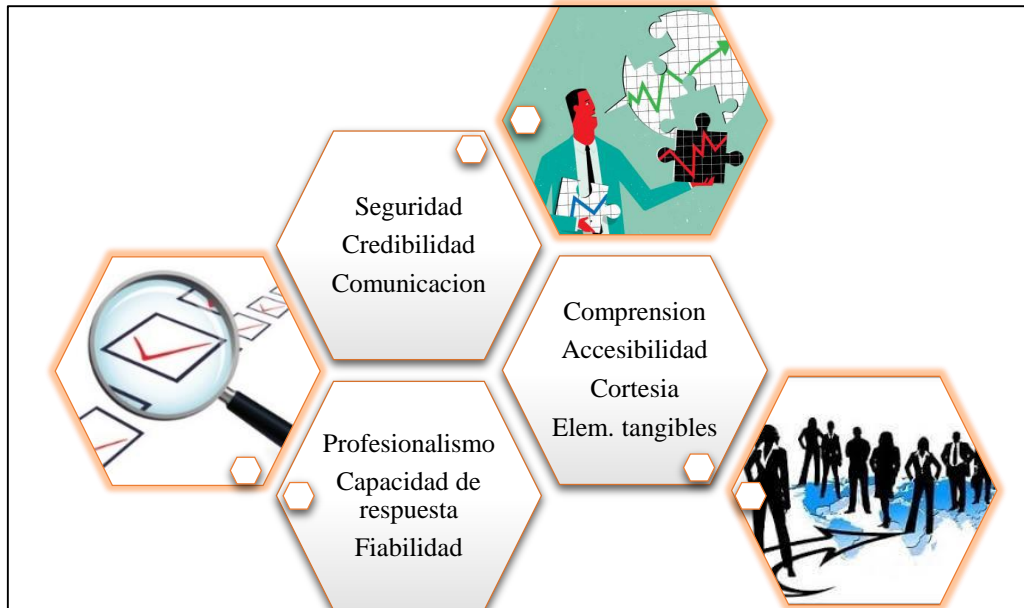 Seguridad
Credibilidad
Comunicacion
Comprension
Accesibilidad
Cortesia
Elem. tangibles
Profesionalismo
Capacidad de
respuesta
Fiabilidad